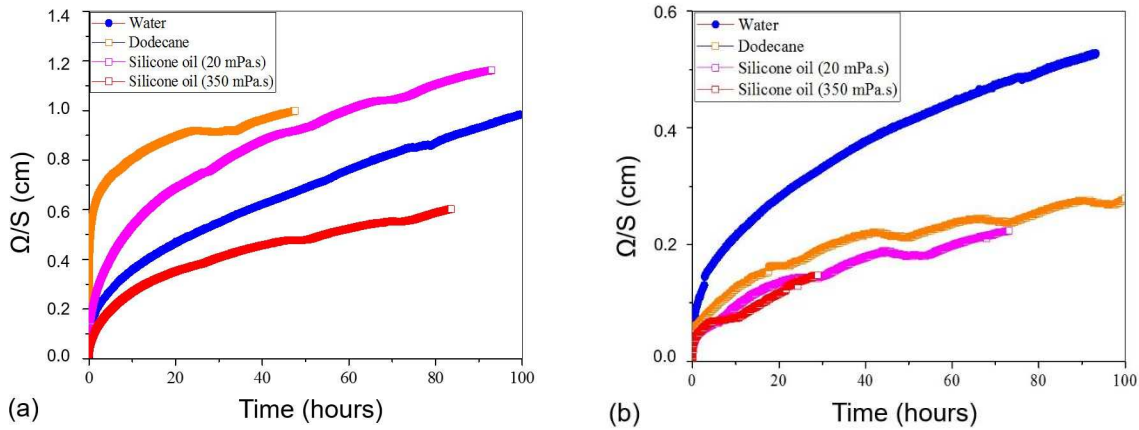 (a)
1.4
1.2
1.0
0.8
0.6
0.4
0.2
0.0
Ω/S (cm)
Water
Dodecane
Silicone oil (20 mPa.s)
Silicone oil (350 mPa.s)
0 20 40 60 80 100
Time (hours)
0.6
0.4
0.2
0.0
Ω/S (cm)
Water
Dodecane
Silicone oil (20 mPa.s)
Silicone oil (350 mPa.s)
0 20 40 60 80 100
(b) Time (hours)